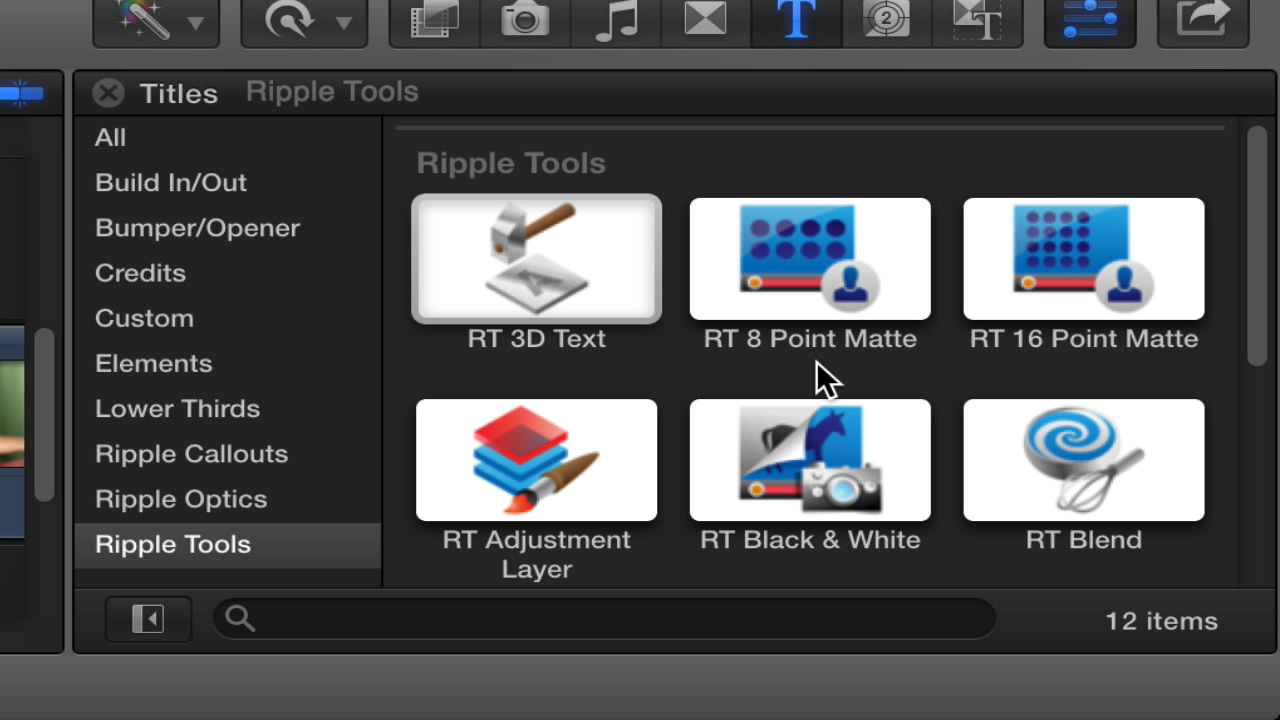 T
2
T
Titles Ripple Tools
All
Build In/Out
Bumper/Opener
Credits
Custom
Elements
Lower Thirds
Ripple Callouts
Ripple Optics
Ripple Tools
Ripple Tools
A
RT 3D Text
RT 8 Point Matte
RT 16 Point Matte
RT Adjustment
Layer
RT Black & White
RT Blend
12 items